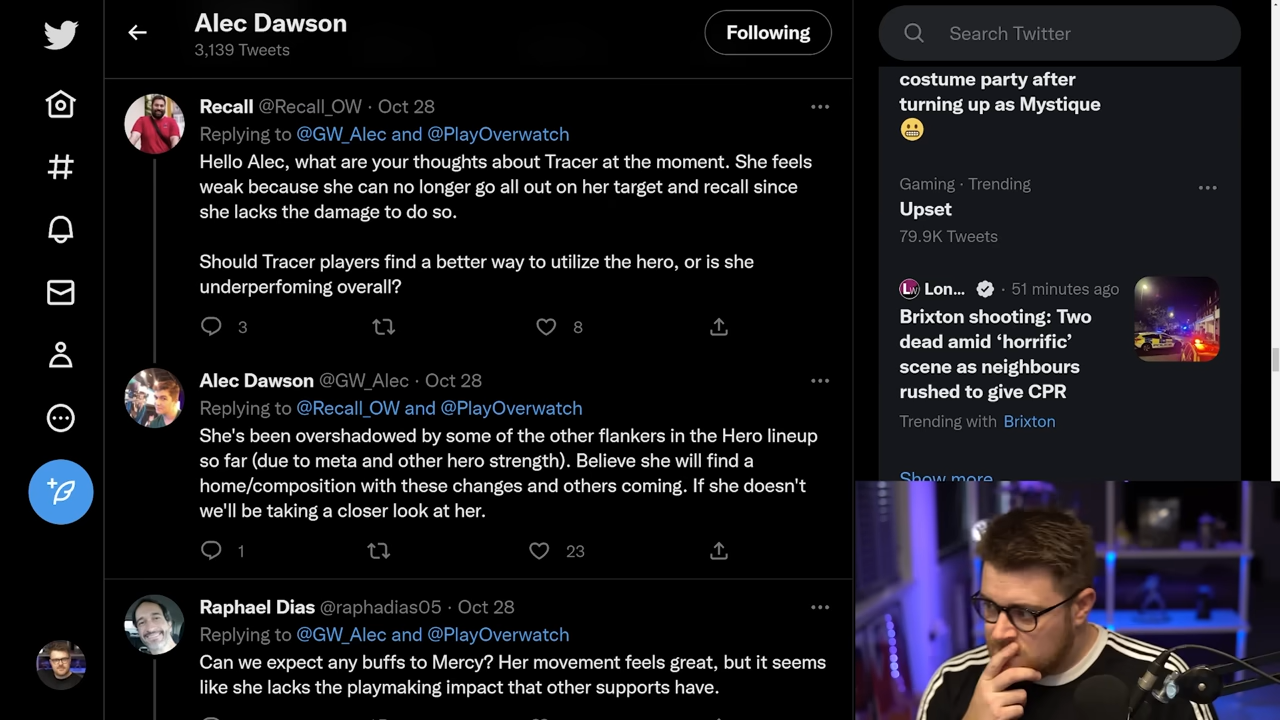 Alec Dawson
3,139 Tweets
Following
Search Twitter
Recall @Recall_OW · Oct 28
Replying to @GW_Alec and @PlayOverwatch
Hello Alec, what are your thoughts about Tracer at the moment. She feels
weak because she can no longer go all out on her target and recall since
she lacks the damage to do so.
Should Tracer players find a better way to utilize the hero, or is she
underperfoming overall?
3
8
Alec Dawson @GW_Alec · Oct 28
Replying to @Recall_OW and @PlayOverwatch
She's been overshadowed by some of the other flankers in the Hero lineup
so far (due to meta and other hero strength). Believe she will find a
home/composition with these changes and others coming. If she doesn't
we'll be taking a closer look at her.
1
23
Raphael Dias @raphadias05 · Oct 28
Replying to @GW_Alec and @PlayOverwatch
Can we expect any buffs to Mercy? Her movement feels great, but it seems
like she lacks the playmaking impact that other supports have.
costume party after
turning up as Mystique
😬
Gaming · Trending
Upset
79.9K Tweets
Lon... · 51 minutes ago
Brixton shooting: Two
dead amid ‘horrific’
scene as neighbours
rushed to give CPR
Trending with Brixton
Show more